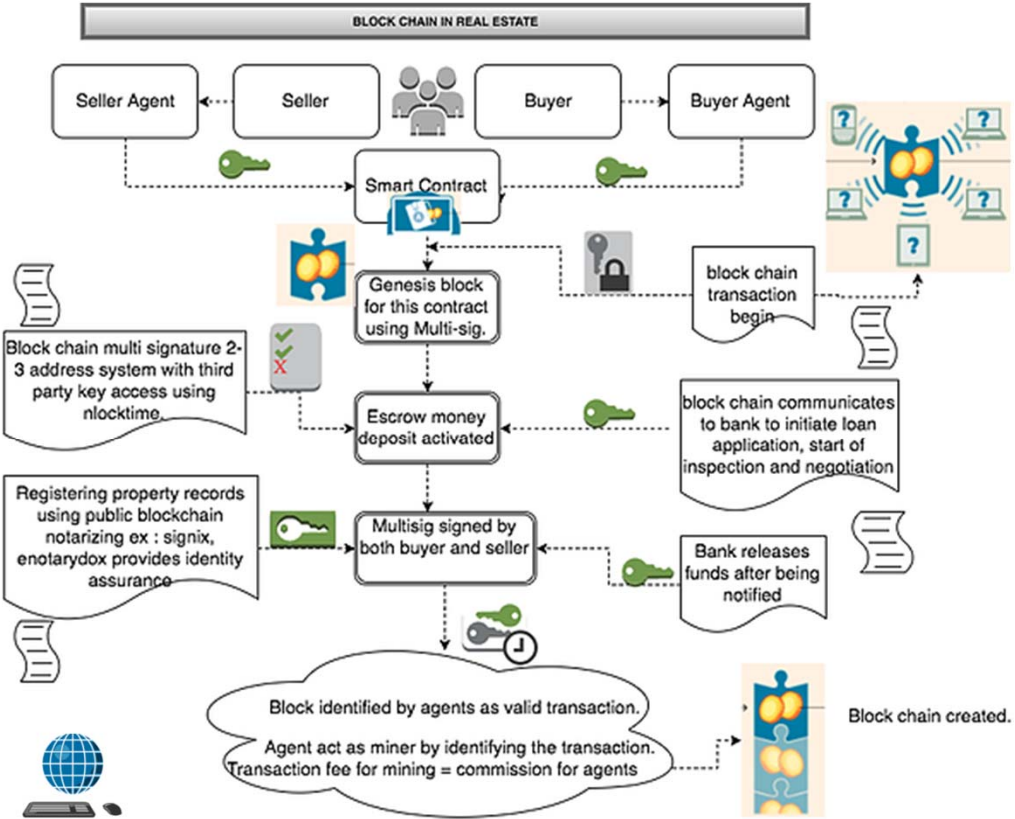 BLOCK CHAIN IN REAL ESTATE
Seller Agent
Seller
Buyer
Buyer Agent
Smart Contract
? ?
? ?
?
block chain
transaction
begin
Genesis block
for this contract
using Multi-sig.
Block chain multi signature 2-
3 address system with third
party key access using
nlocktime.
X
Escrow money
deposit activated
block chain communicates
to bank to initiate loan
application, start of
inspection and negotiation
Registering property records
using public blockchain
notarizing ex : signix,
enotarydox provides identity
assurance
Multisig signed by
both buyer and seller
Bank releases
funds after being
notified
Block identified by agents as valid transaction.
Agent act as miner by identifying the transaction.
Transaction fee for mining = commission for agents
Block chain created.